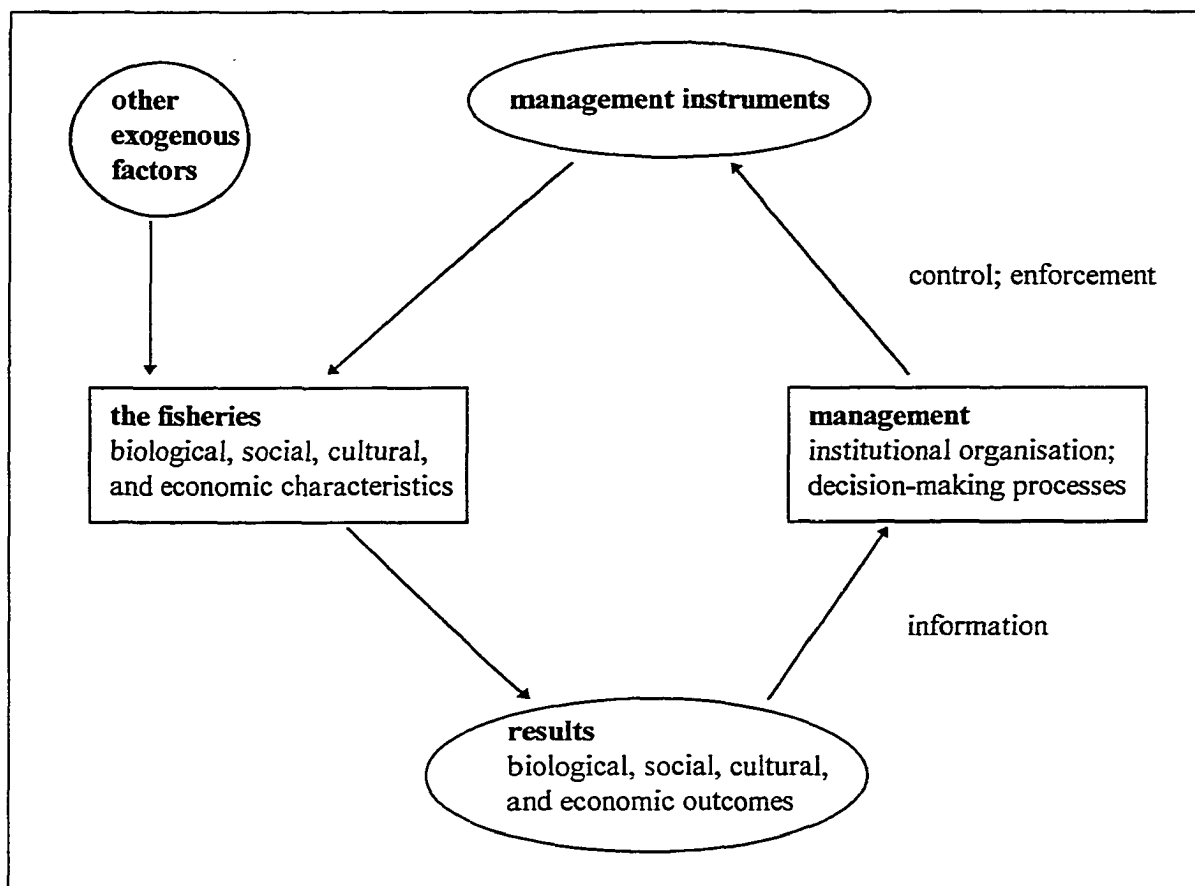 other
exogenous
factors
management instruments
control; enforcement
the fisheries
biological, social, cultural,
and economic characteristics
management
institutional organisation;
decision-making processes
information
results
biological, social, cultural,
and economic outcomes